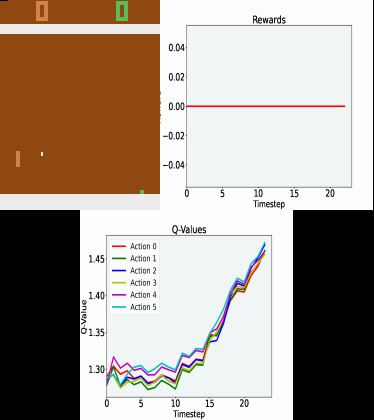 0 0
Rewards
0.04
0.02
0.00
−0.02
−0.04
0 5 10 15 20
Timestep
Q-Values
Action 0
Action 1
Action 2
Action 3
Action 4
Action 5
1.45
1.40
1.35
1.30
Q-Value
0 5 10 15 20
Timestep